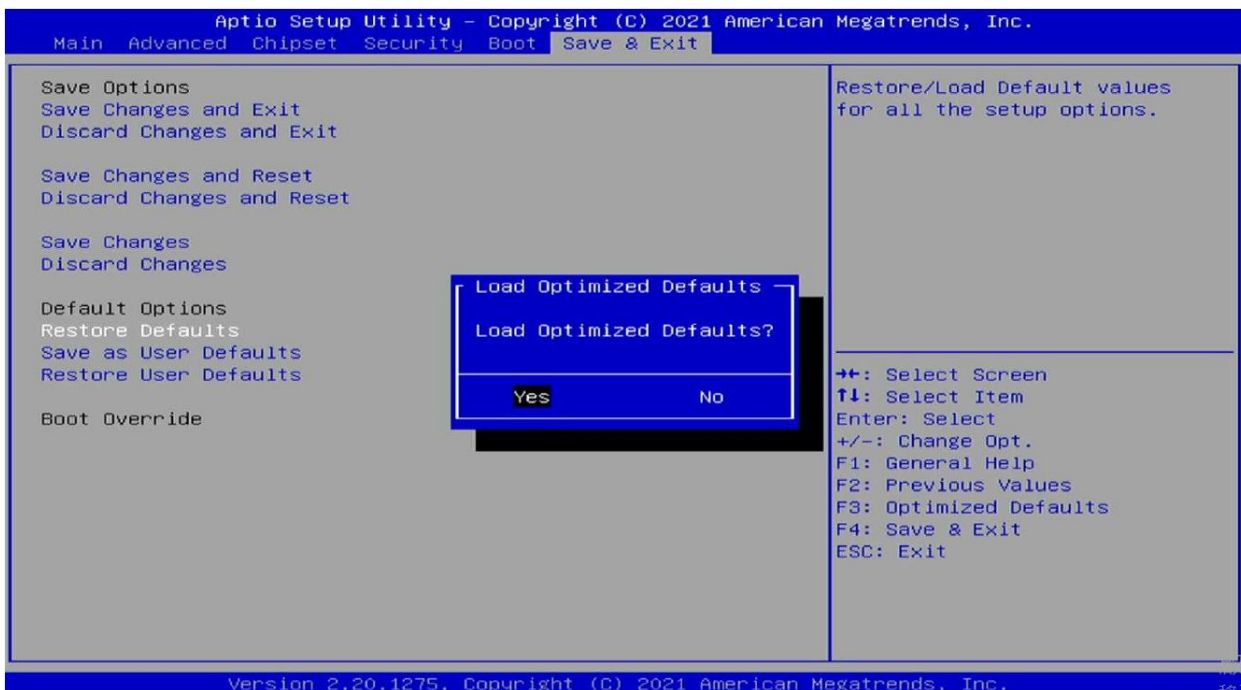 Aptio Setup Utility – Copyright (C) 2021 American Megatrends, Inc.
Main Advanced Chipset Security Boot Save & Exit
Save Options
Save Changes and Exit
Discard Changes and Exit
Save Changes and Reset
Discard Changes and Reset
Save Changes
Discard Changes
Default Options
Restore Defaults
Save as User Defaults
Restore User Defaults
Boot Override
Load Optimized Defaults
Load Optimized Defaults?
Yes No
Restore/Load Default values
for all the setup options.
→←: Select Screen
↑↓: Select Item
Enter: Select
+/-: Change Opt.
F1: General Help
F2: Previous Values
F3: Optimized Defaults
F4: Save & Exit
ESC: Exit
Version 2.20.1275. Copyright (C) 2021 American Megatrends, Inc.